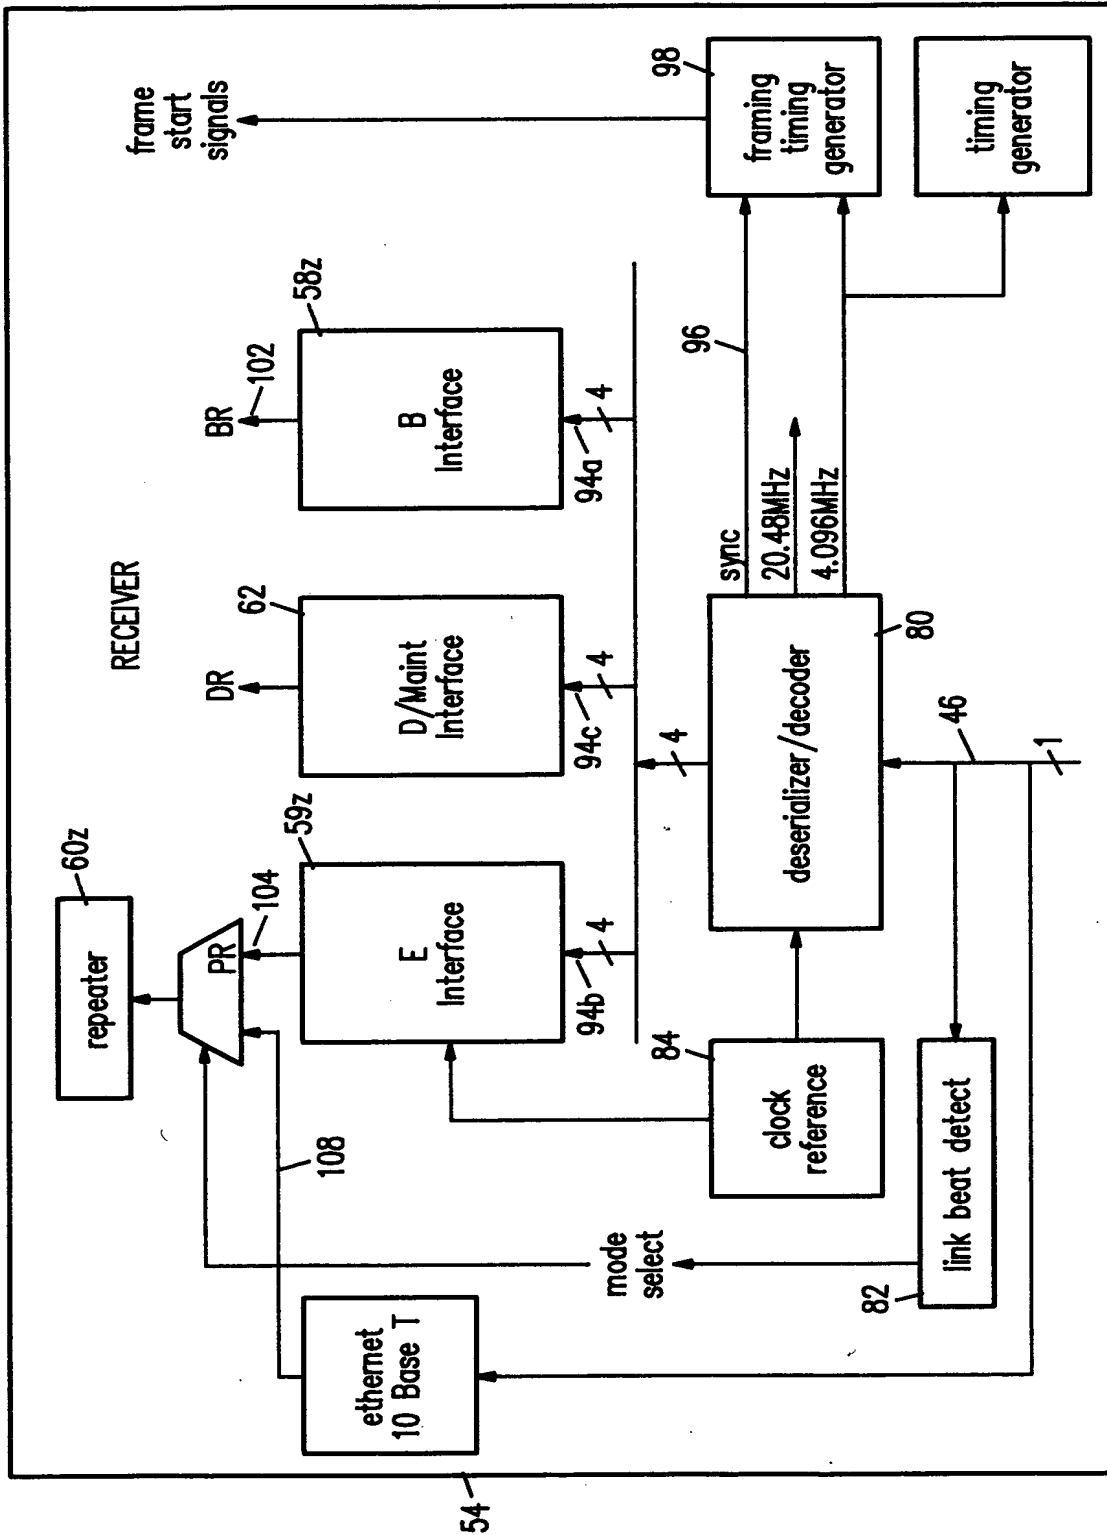 RECEIVER
54
ethernet
10 Base T
108
mode
select
82
link beat detect
repeater
60z
PR
104
59z
E
Interface
94b
4
84
clock
reference
DR
62
D/Maint
Interface
94c
4
4
deserializer/decoder
80
46
1
BR
102
58z
B
Interface
94a
4
sync
20.48MHz
4.096MHz
96
frame
start
signals
98
framing
timing
generator
timing
generator